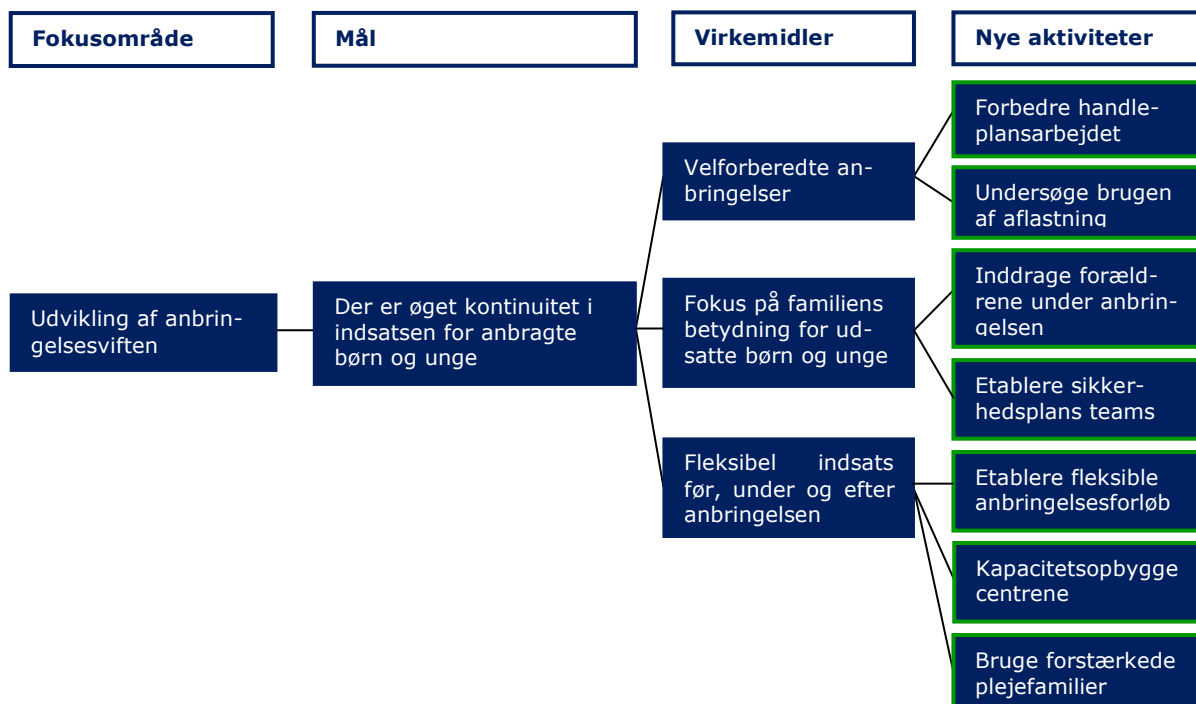 Fokusområde
Mål
Virkemidler
Nye aktiviteter
Udvikling af anbrin-
gelsesviften
Der er øget kontinuitet i
indsatsen for anbragte
børn og unge
Velforberedte an-
bringelser
Fokus på familiens
betydning for ud-
satte børn og unge
Fleksibel indsats
før, under og efter
anbringelsen
Forbedre handle-
plansarbejdet
Undersøge brugen
af aflastning
Inddrage foræld-
rene under anbrin-
gelsen
Etablere sikker-
hedsplans teams
Etablere fleksible
anbringelsesforløb
Kapacitetsopbygge
centrene
Bruge forstærkede
plejefamilier